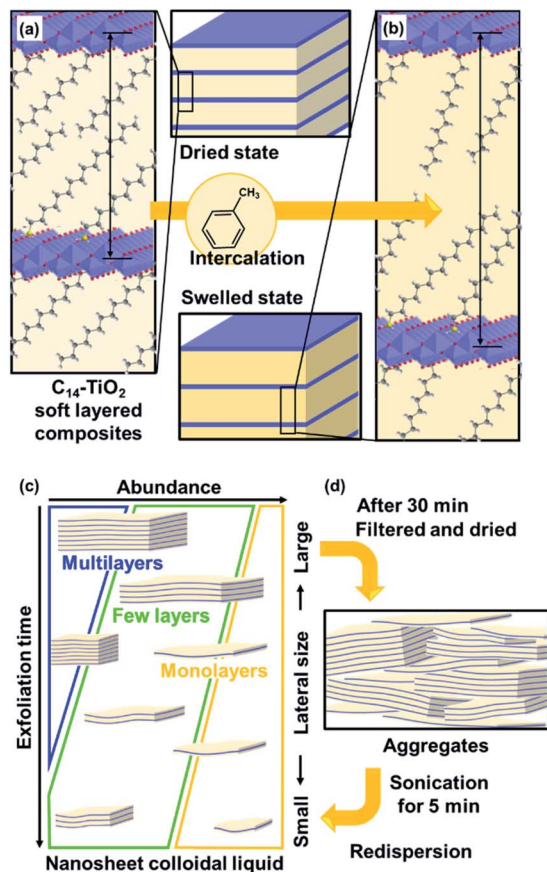 (a)
(b)
Dried state
CH₃
Intercalation
Swelled state
C₁₄-TiO₂
soft layered
composites
(c)
Abundance
(d)
After 30 min
Filtered and dried
Multilayers
Few layers
Monolayers
Exfoliation time
Large
Lateral size
Small
Aggregates
Sonication
for 5 min
Redispersion
Nanosheet colloidal liquid